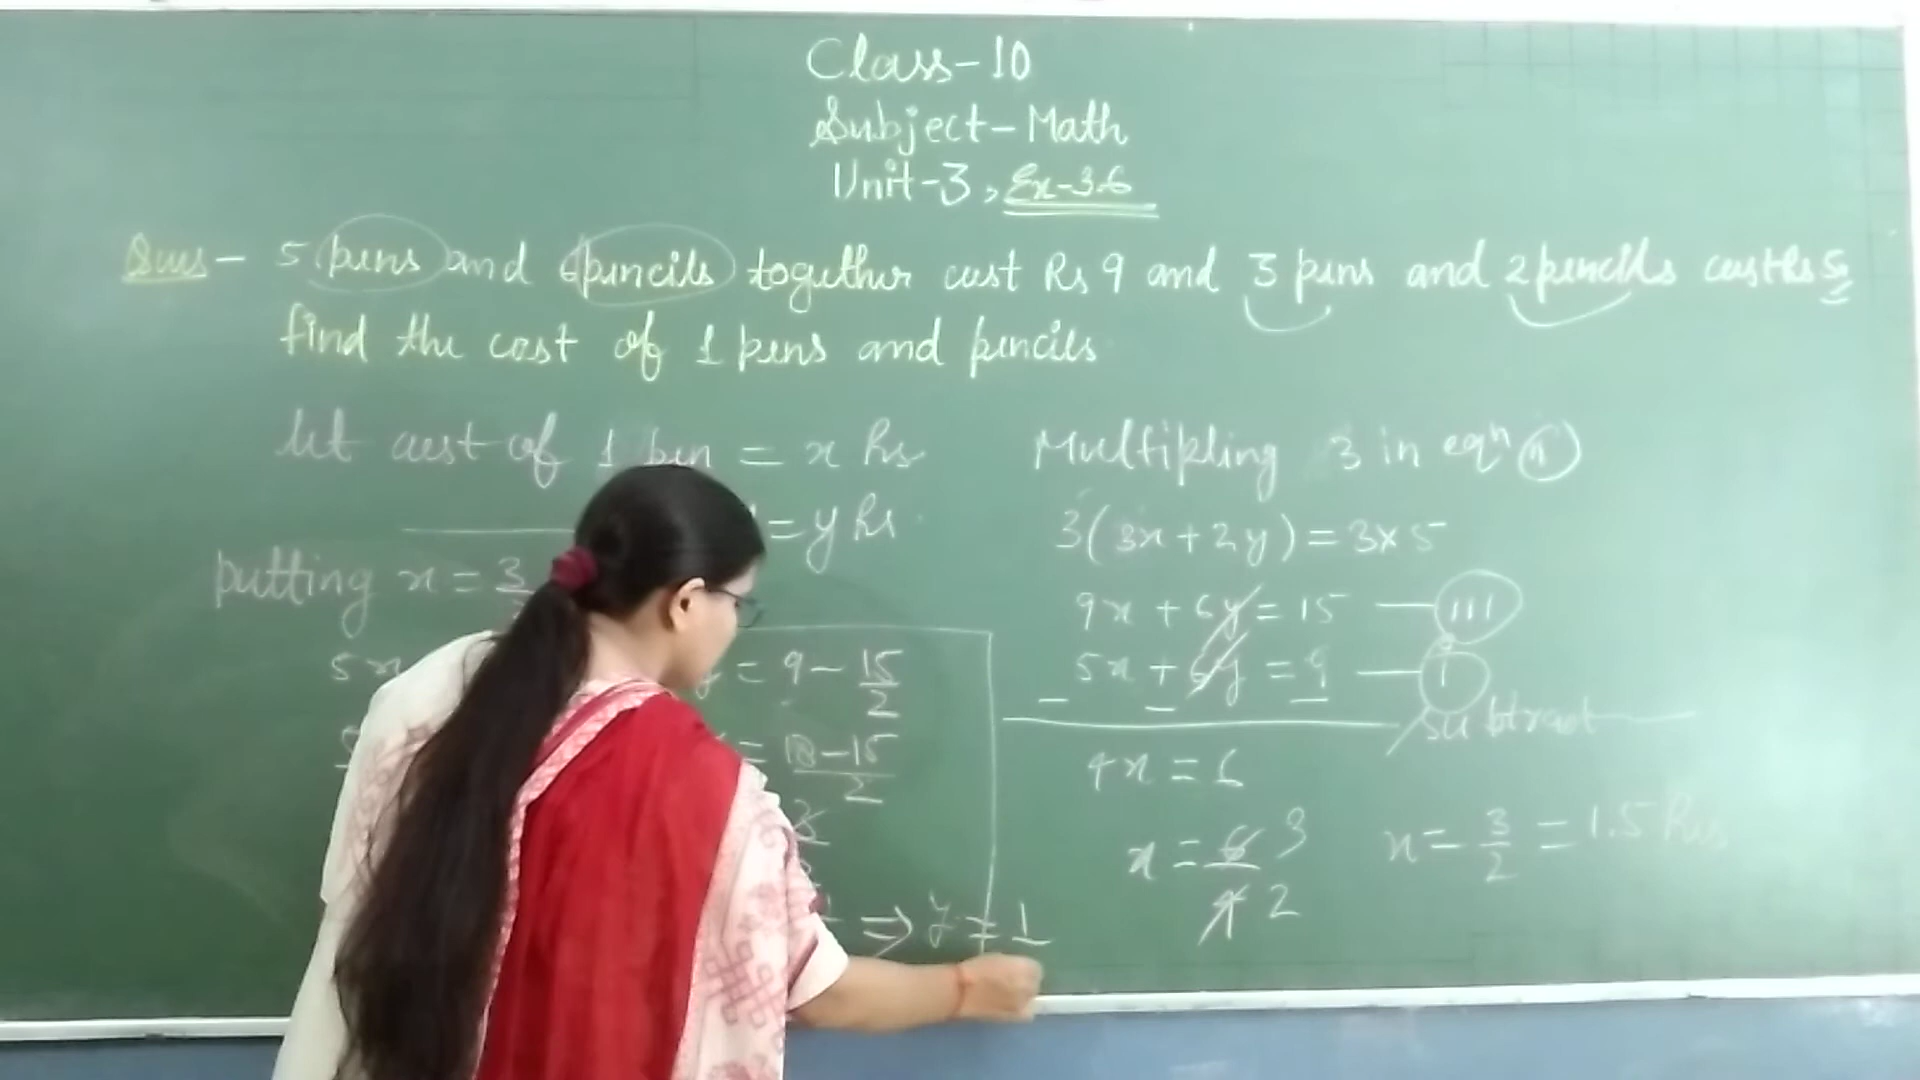 Class-10
Subject-Math
Unit-3, Ex-3.6
Ques- 5 pens and 6 pencils together cost Rs 9 and 3 pens and 2 pencils cost Rs 5
find the cost of 1 pens and pencils
let cost of 1 pen = x Rs
= y Rs
putting x = 3
5x y = 9 - 15/2
= 18-15/2
⇒ y = 1
Multipling 3 in eqn (ii)
3(3x + 2y) = 3x5
9x + 6y = 15 — (iii)
- 5x + 6y = 9 — (i)
subtract
4x = 6
x = 6/4 3/2 x = 3/2 = 1.5 Rs